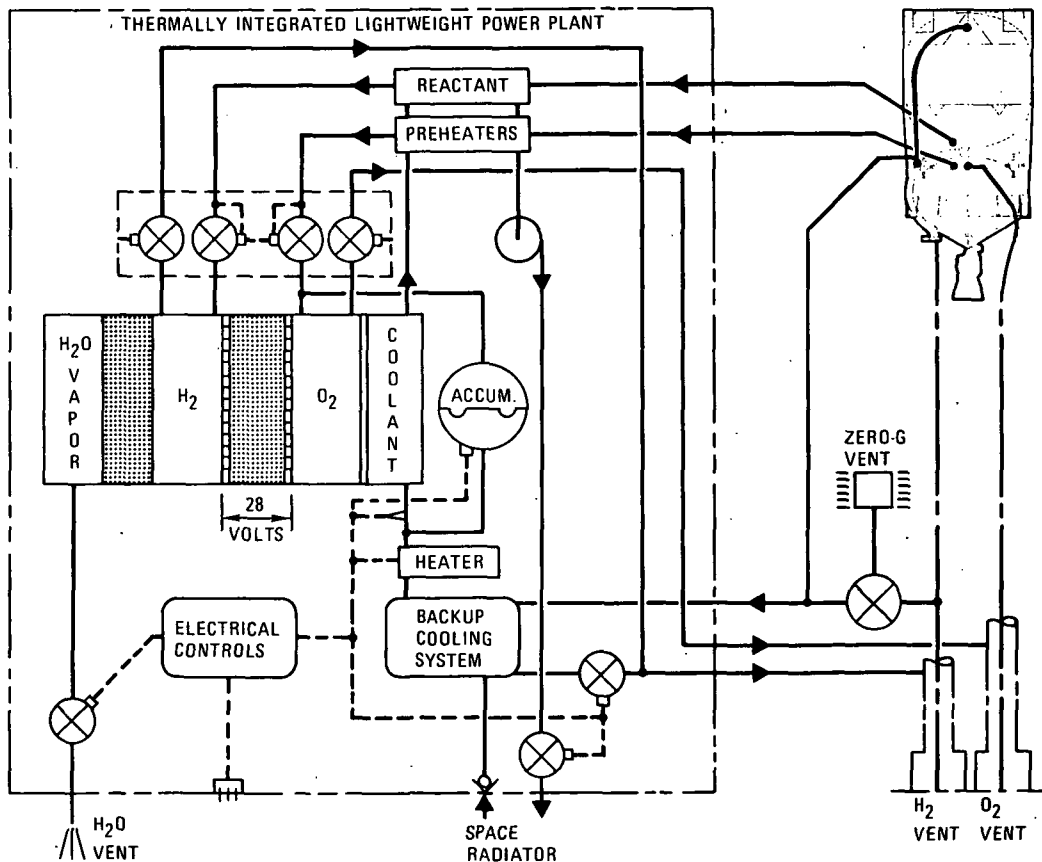 THERMALLY INTEGRATED LIGHTWEIGHT POWER PLANT
REACTANT
PREHEATERS
H2O
VAPOR
H2
O2
COOLANT
ACCUM.
28
VOLTS
HEATER
ZERO-G
VENT
ELECTRICAL
CONTROLS
BACKUP
COOLING
SYSTEM
H2O
VENT
SPACE
RADIATOR
H2
VENT
O2
VENT